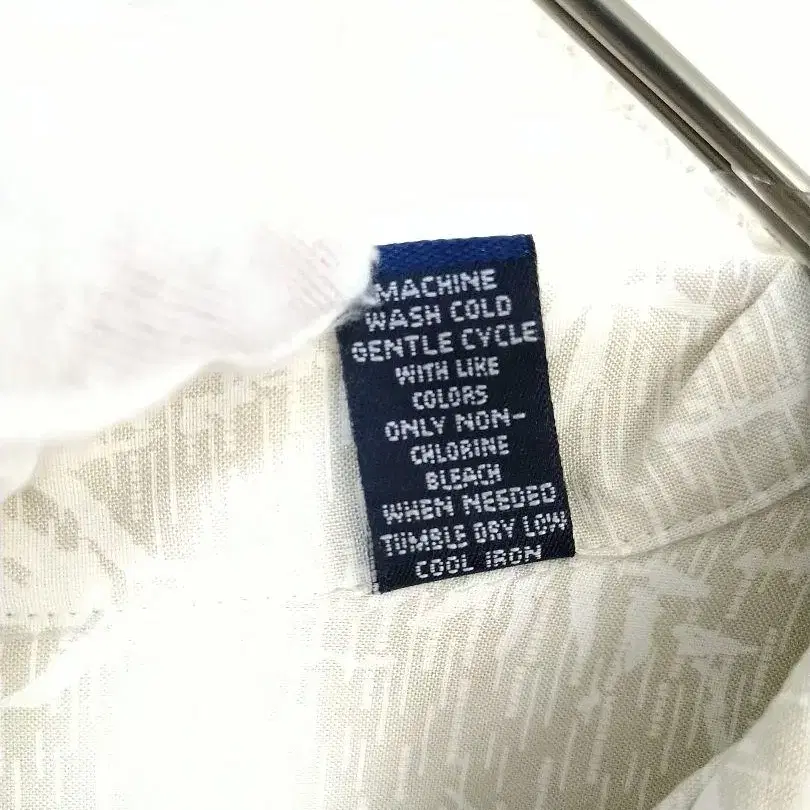 MACHINE
WASH COLD
GENTLE CYCLE
WITH LIKE
COLORS
ONLY NON-
CHLORINE
BLEACH
WHEN NEEDED
TUMBLE DRY LOW
COOL IRON